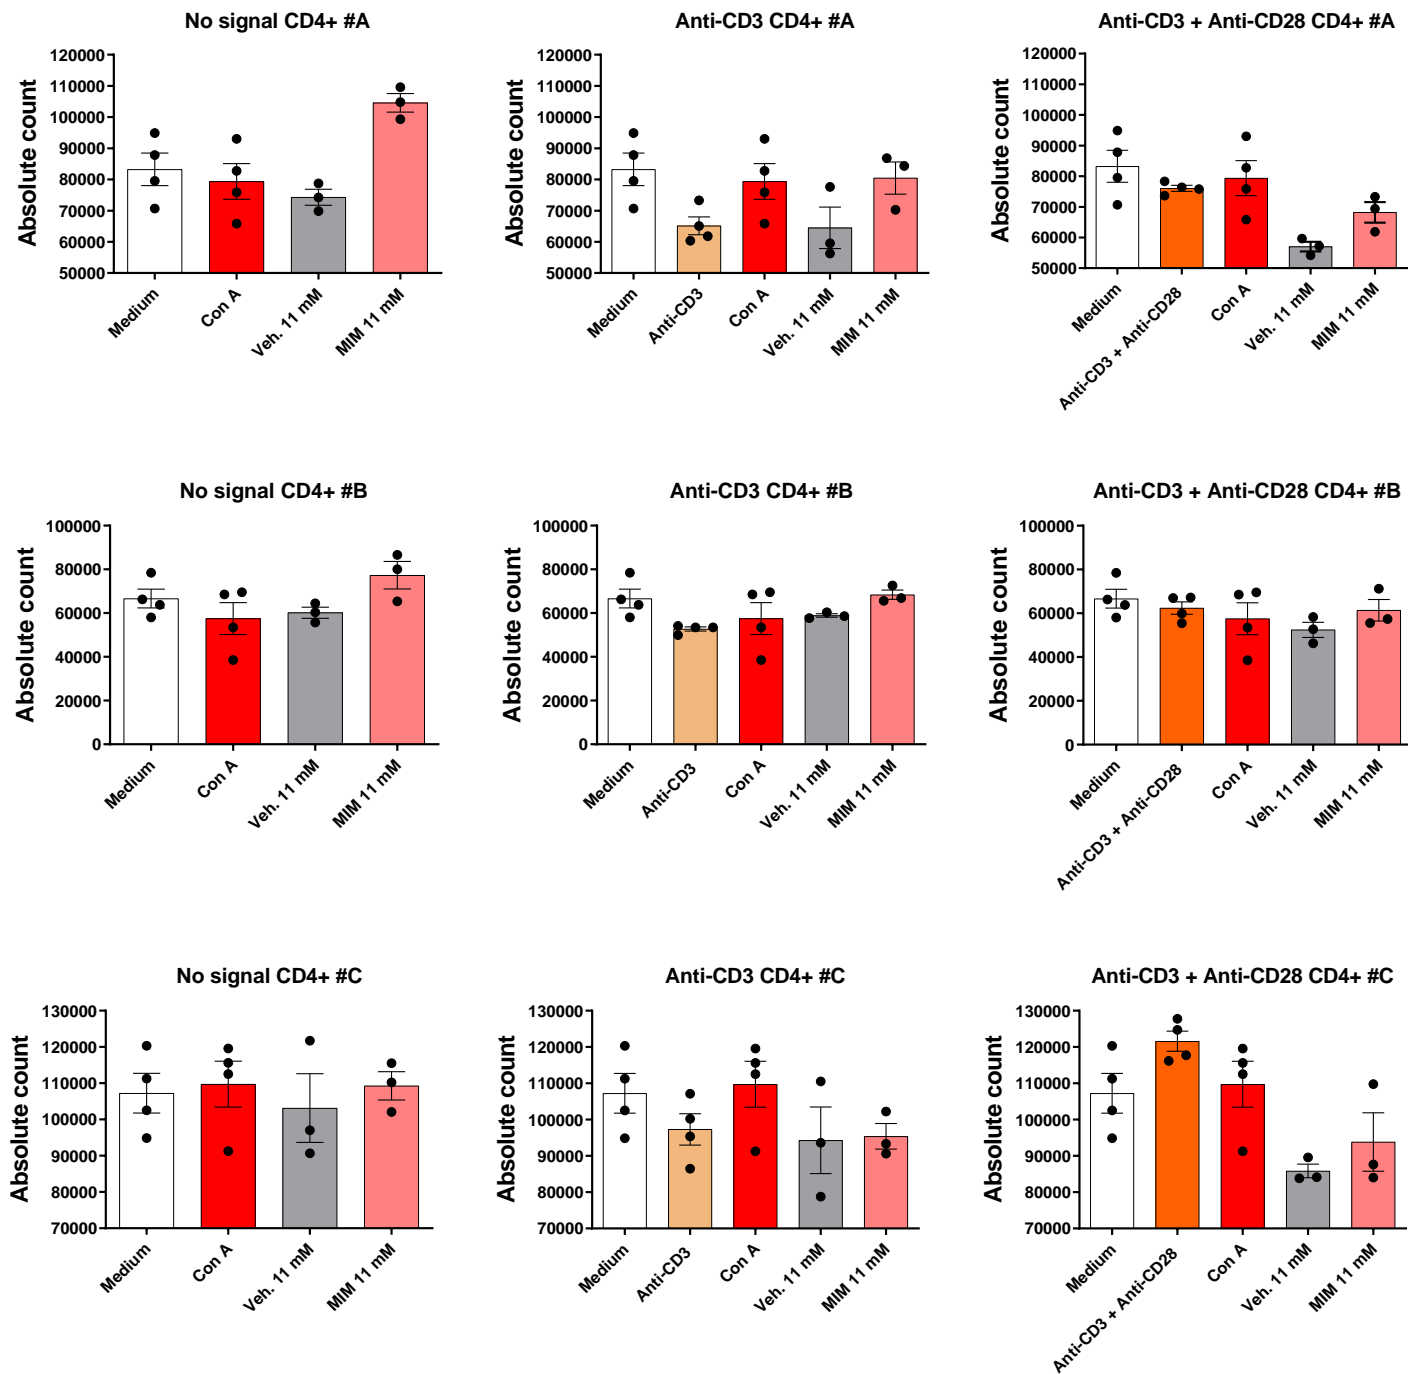 No signal CD4+ #A
Absolute count
120000
110000
100000
90000
80000
70000
60000
50000
Medium
Con A
Veh. 11 mM
MIM 11 mM
Anti-CD3 CD4+ #A
Absolute count
120000
110000
100000
90000
80000
70000
60000
50000
Medium
Anti-CD3
Con A
Veh. 11 mM
MIM 11 mM
Anti-CD3 + Anti-CD28 CD4+ #A
Absolute count
120000
110000
100000
90000
80000
70000
60000
50000
Medium
Anti-CD3 + Anti-CD28
Con A
Veh. 11 mM
MIM 11 mM
No signal CD4+ #B
Absolute count
100000
80000
60000
40000
20000
0
Medium
Con A
Veh. 11 mM
MIM 11 mM
Anti-CD3 CD4+ #B
Absolute count
100000
80000
60000
40000
20000
0
Medium
Anti-CD3
Con A
Veh. 11 mM
MIM 11 mM
Anti-CD3 + Anti-CD28 CD4+ #B
Absolute count
100000
80000
60000
40000
20000
0
Medium
Anti-CD3 + Anti-CD28
Con A
Veh. 11 mM
MIM 11 mM
No signal CD4+ #C
Absolute count
130000
120000
110000
100000
90000
80000
70000
Medium
Con A
Veh. 11 mM
MIM 11 mM
Anti-CD3 CD4+ #C
Absolute count
130000
120000
110000
100000
90000
80000
70000
Medium
Anti-CD3
Con A
Veh. 11 mM
MIM 11 mM
Anti-CD3 + Anti-CD28 CD4+ #C
Absolute count
130000
120000
110000
100000
90000
80000
70000
Medium
Anti-CD3 + Anti-CD28
Con A
Veh. 11 mM
MIM 11 mM